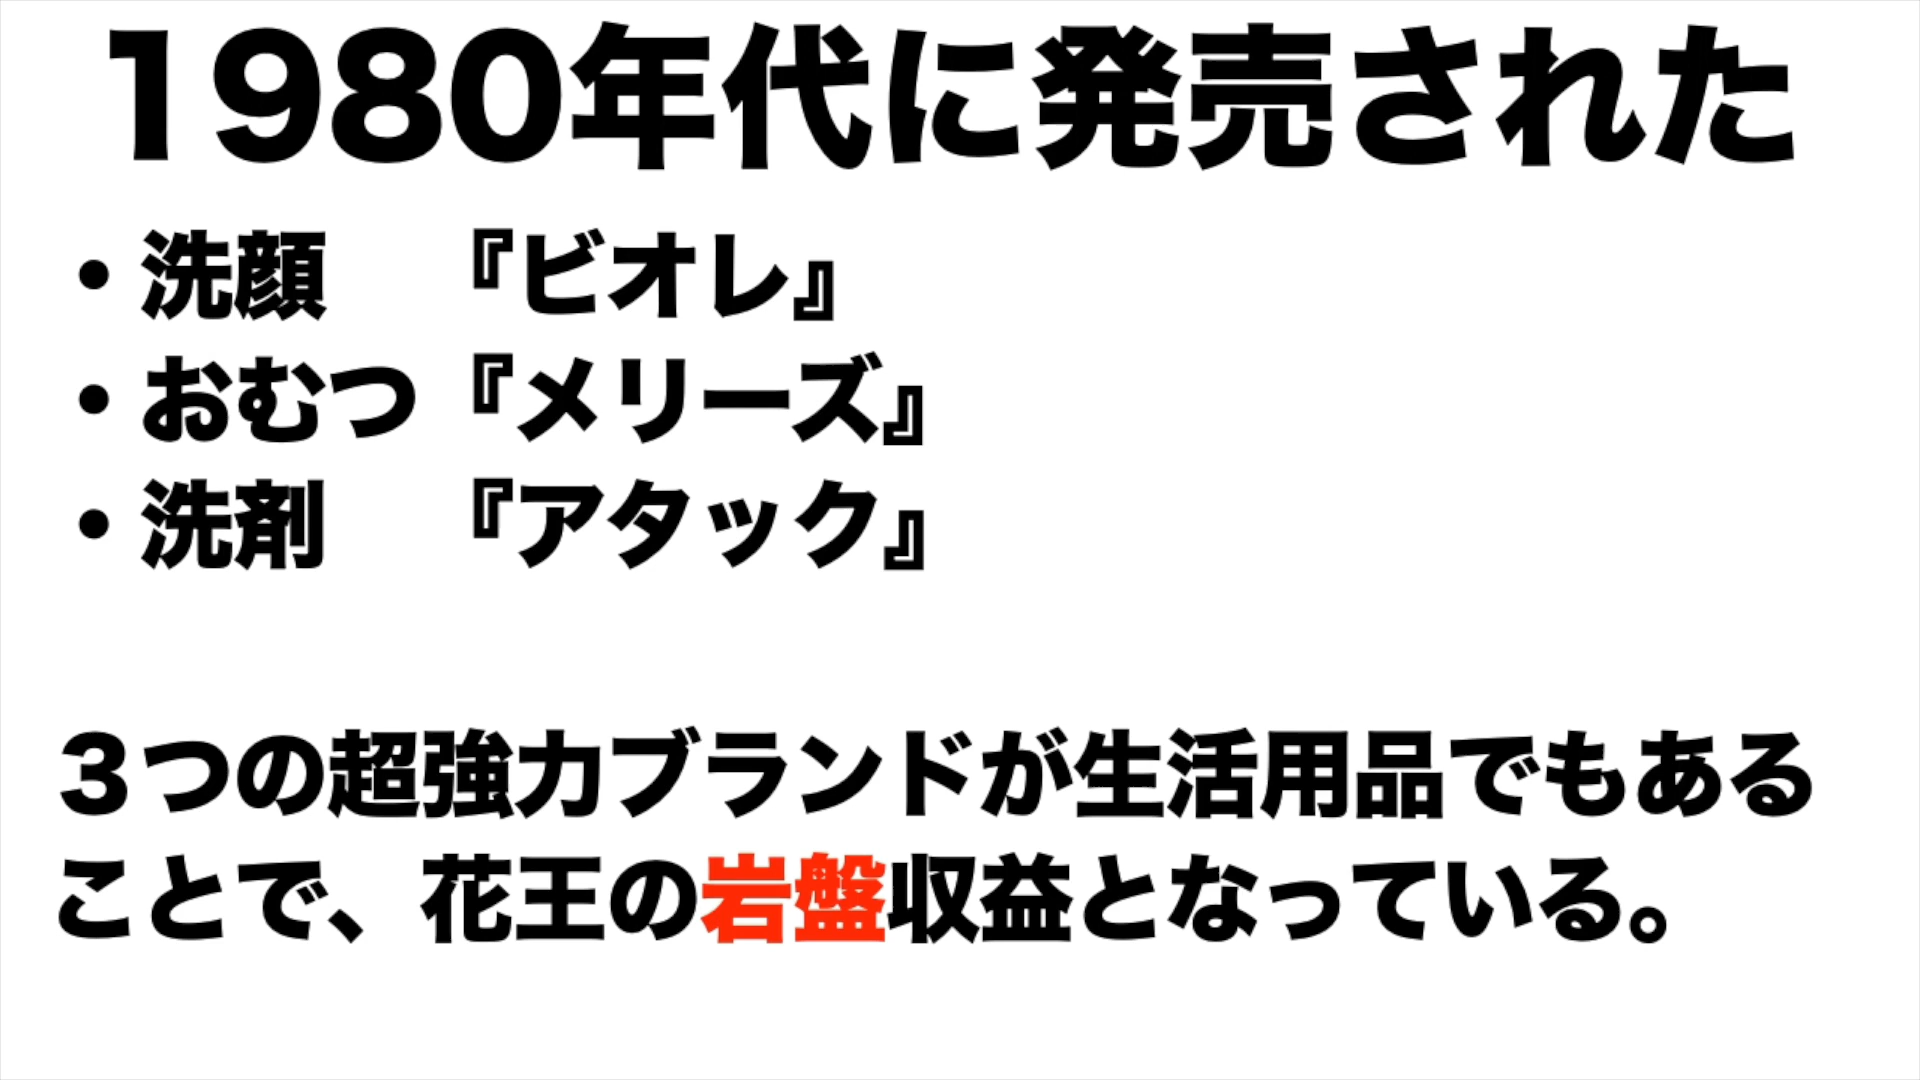 1980年代に発売された
・洗顔　『ビオレ』
・おむつ『メリーズ』
・洗剤　『アタック』
３つの超強力ブランドが生活用品でもある
ことで、花王の岩盤収益となっている。